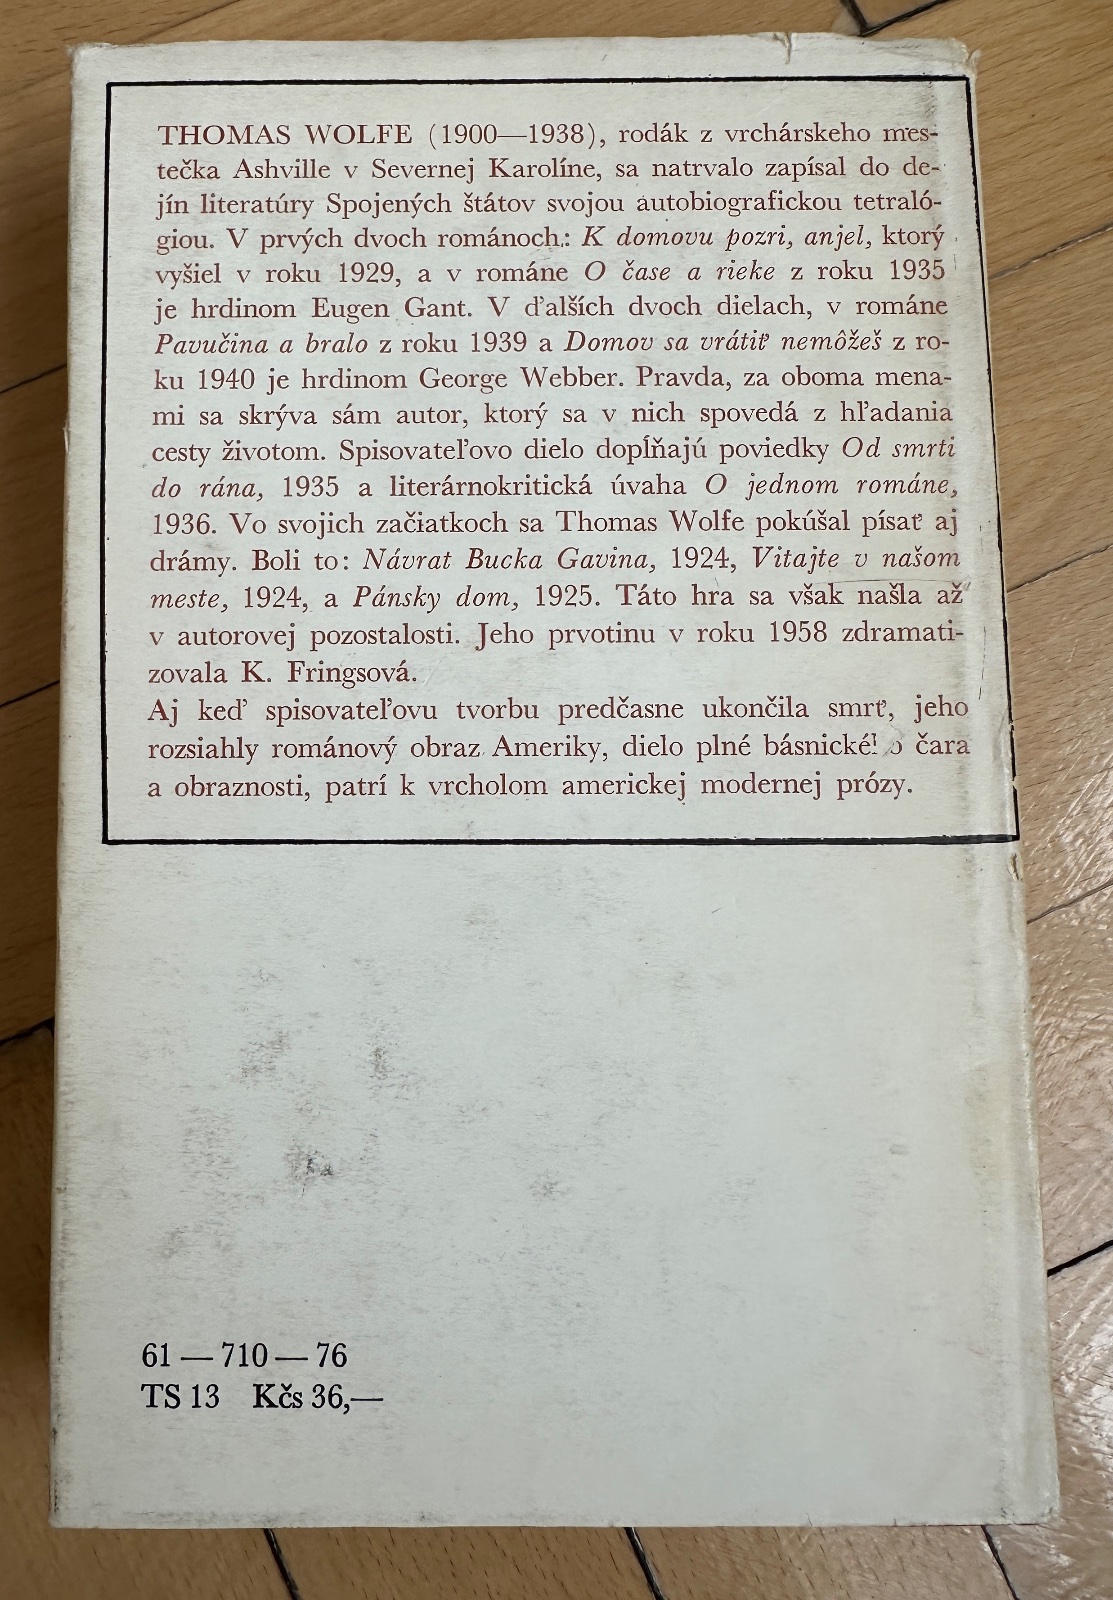 THOMAS WOLFE (1900—1938), rodák z vrchárskeho mes-
tečka Ashville v Severnej Karolíne, sa natrvalo zapísal do de-
jín literatúry Spojených štátov svojou autobiografickou tetraló-
giou. V prvých dvoch románoch: K domovu pozri, anjel, ktorý
vyšiel v roku 1929, a v románe O čase a rieke z roku 1935
je hrdinom Eugen Gant. V ďalších dvoch dielach, v románe
Pavučina a bralo z roku 1939 a Domov sa vrátiť nemôžeš z ro-
ku 1940 je hrdinom George Webber. Pravda, za oboma mena-
mi sa skrýva sám autor, ktorý sa v nich spovedá z hľadania
cesty životom. Spisovateľovo dielo dopĺňajú poviedky Od smrti
do rána, 1935 a literárnokritická úvaha O jednom románe,
1936. Vo svojich začiatkoch sa Thomas Wolfe pokúšal písať aj
drámy. Boli to: Návrat Bucka Gavina, 1924, Vitajte v našom
meste, 1924, a Pánsky dom, 1925. Táto hra sa však našla až
v autorovej pozostalosti. Jeho prvotinu v roku 1958 zdramati-
zovala K. Fringsová.
Aj keď spisovateľovu tvorbu predčasne ukončila smrť, jeho
rozsiahly románový obraz Ameriky, dielo plné básnického čara
a obraznosti, patrí k vrcholom americkej modernej prózy.
61 — 710 — 76
TS 13 Kčs 36,—